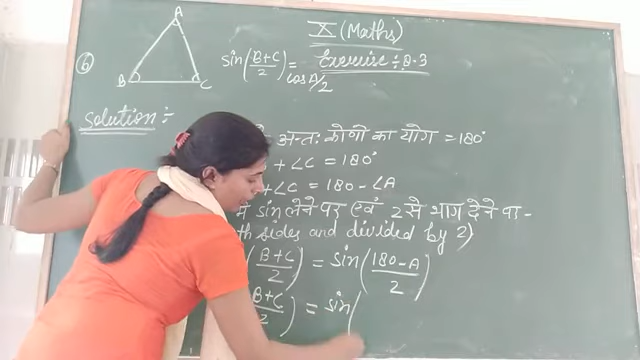 X (Maths)
Exercise ÷ 8.3
6
A
B
C
sin(B+C/2) = cos A/2
Solution :-
अन्तः कोणों का योग = 180°
+ ∠C = 180°
+ ∠C = 180 - ∠A
में sin लेने पर एवं 2 से भाग देने पर -
th sides and divided by 2)
(B+C/2) = sin(180-A/2)
B+C/2) = sin(